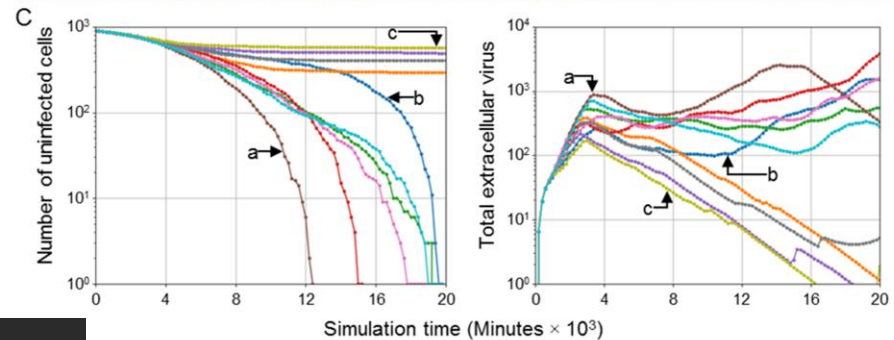 C
Number of uninfected cells
10³
10²
10¹
10⁰
0 4 8 12 16 20
a
b
c
Total extracellular virus
10⁴
10³
10²
10¹
10⁰
0 4 8 12 16 20
a
b
c
Simulation time (Minutes × 10³)